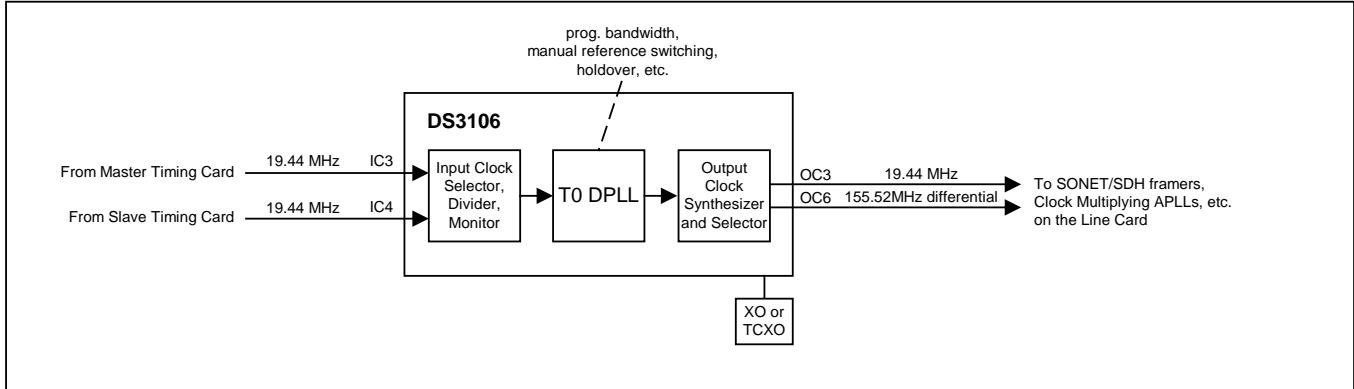 prog. bandwidth,
manual reference switching,
holdover, etc.
DS3106
From Master Timing Card
19.44 MHz
IC3
From Slave Timing Card
19.44 MHz
IC4
Input Clock
Selector,
Divider,
Monitor
T0 DPLL
Output
Clock
Synthesizer
and Selector
OC3
19.44 MHz
OC6
155.52MHz differential
To SONET/SDH framers,
Clock Multiplying APLLs, etc.
on the Line Card
XO or
TCXO